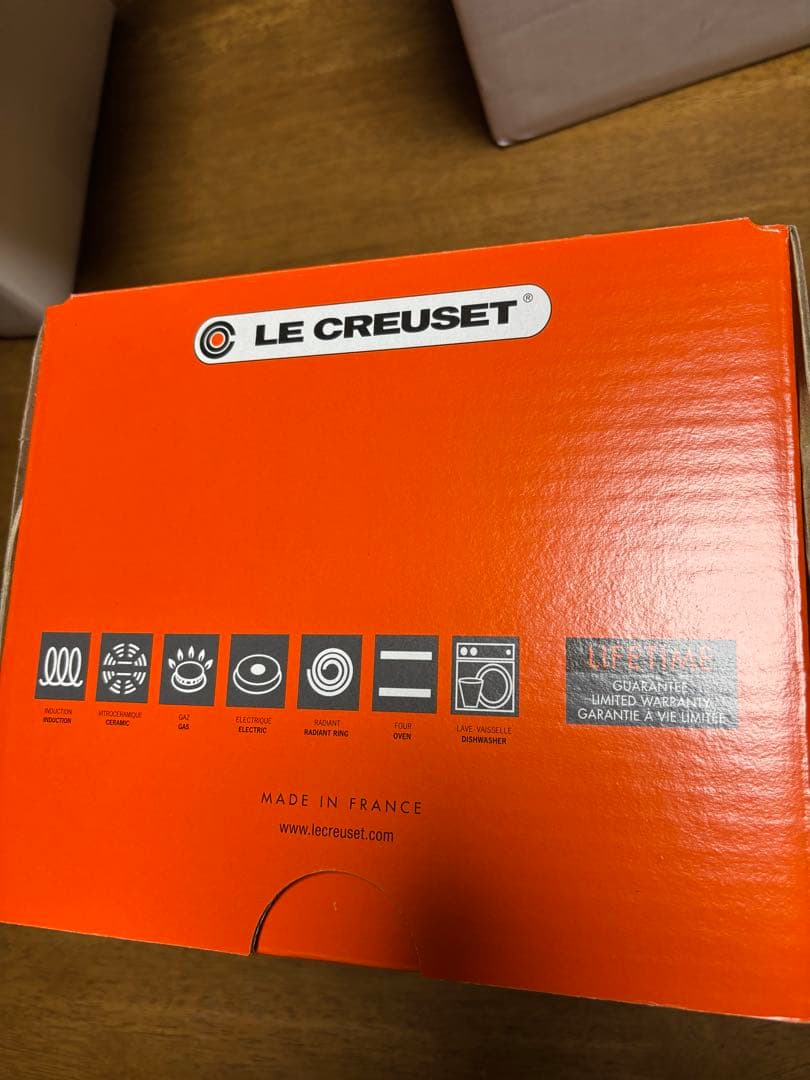 LE CREUSET®
INDUCTION
INDUCTION
VITROCERAMIQUE
CERAMIC
GAZ
GAS
ELECTRIQUE
ELECTRIC
RADIANT
RADIANT RING
FOUR
OVEN
LAVE-VAISSELLE
DISHWASHER
LIFETIME
GUARANTEE
LIMITED WARRANTY
GARANTIE À VIE LIMITÉE
MADE IN FRANCE
www.lecreuset.com